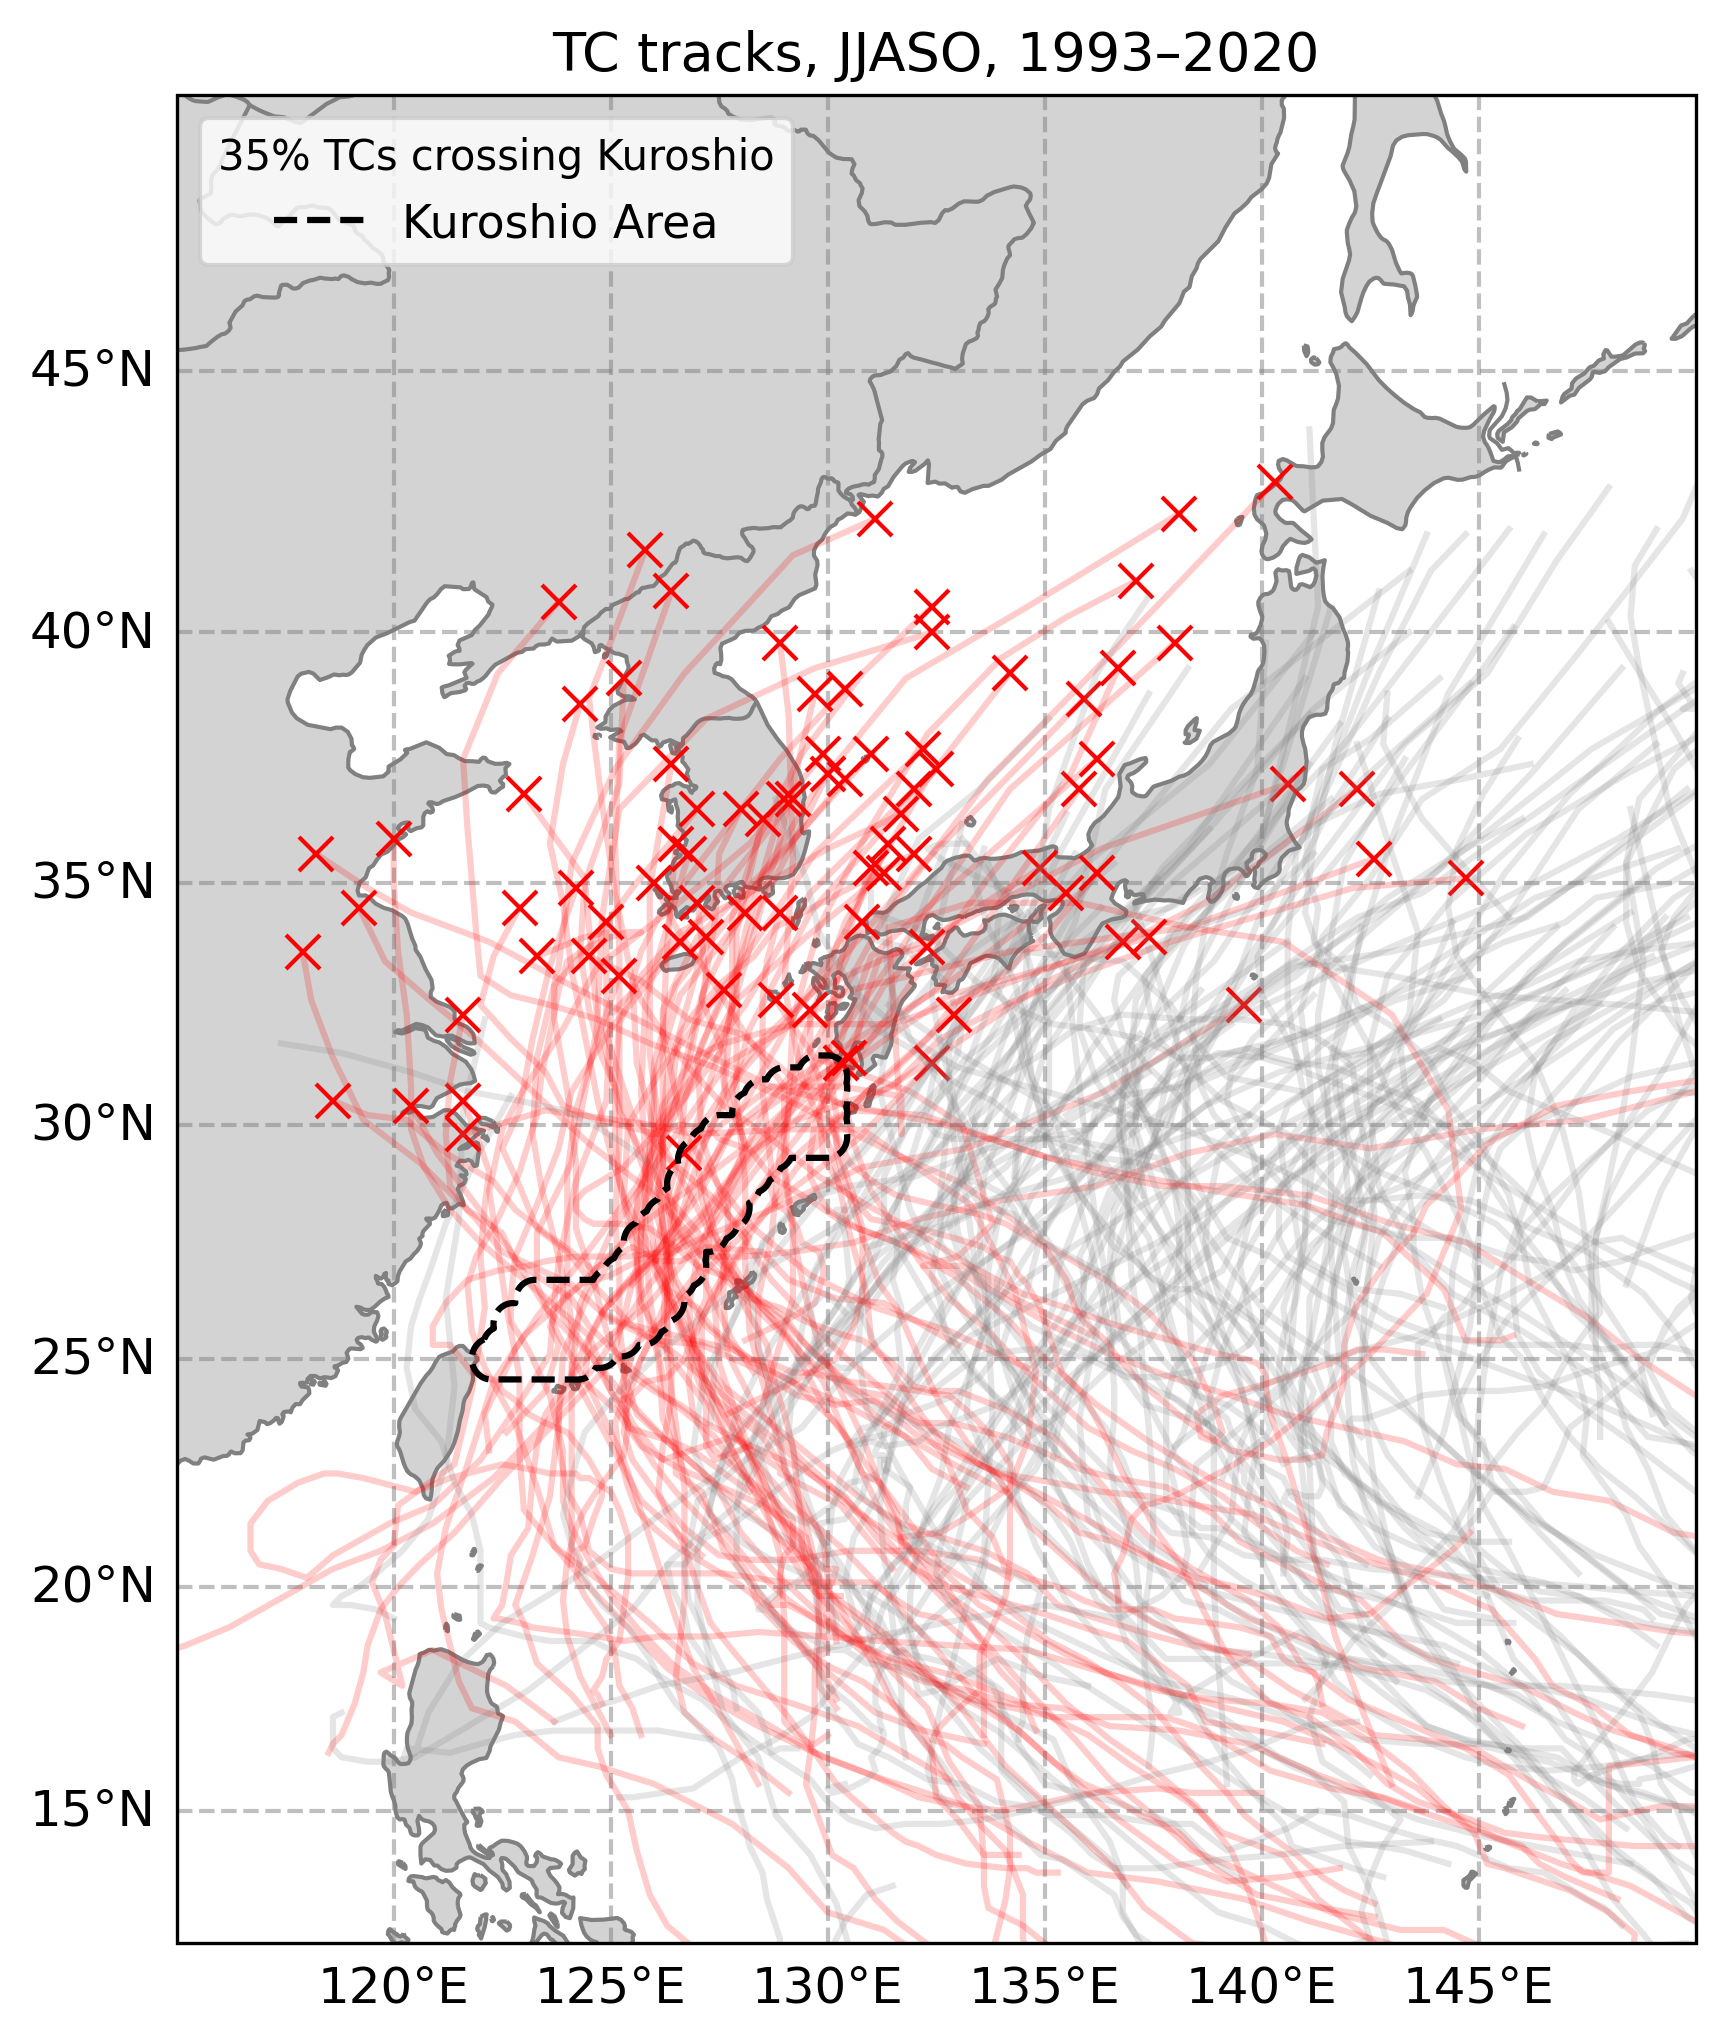 TC tracks, JJASO, 1993–2020
35% TCs crossing Kuroshio
Kuroshio Area
45°N
40°N
35°N
30°N
25°N
20°N
15°N
120°E 125°E 130°E 135°E 140°E 145°E